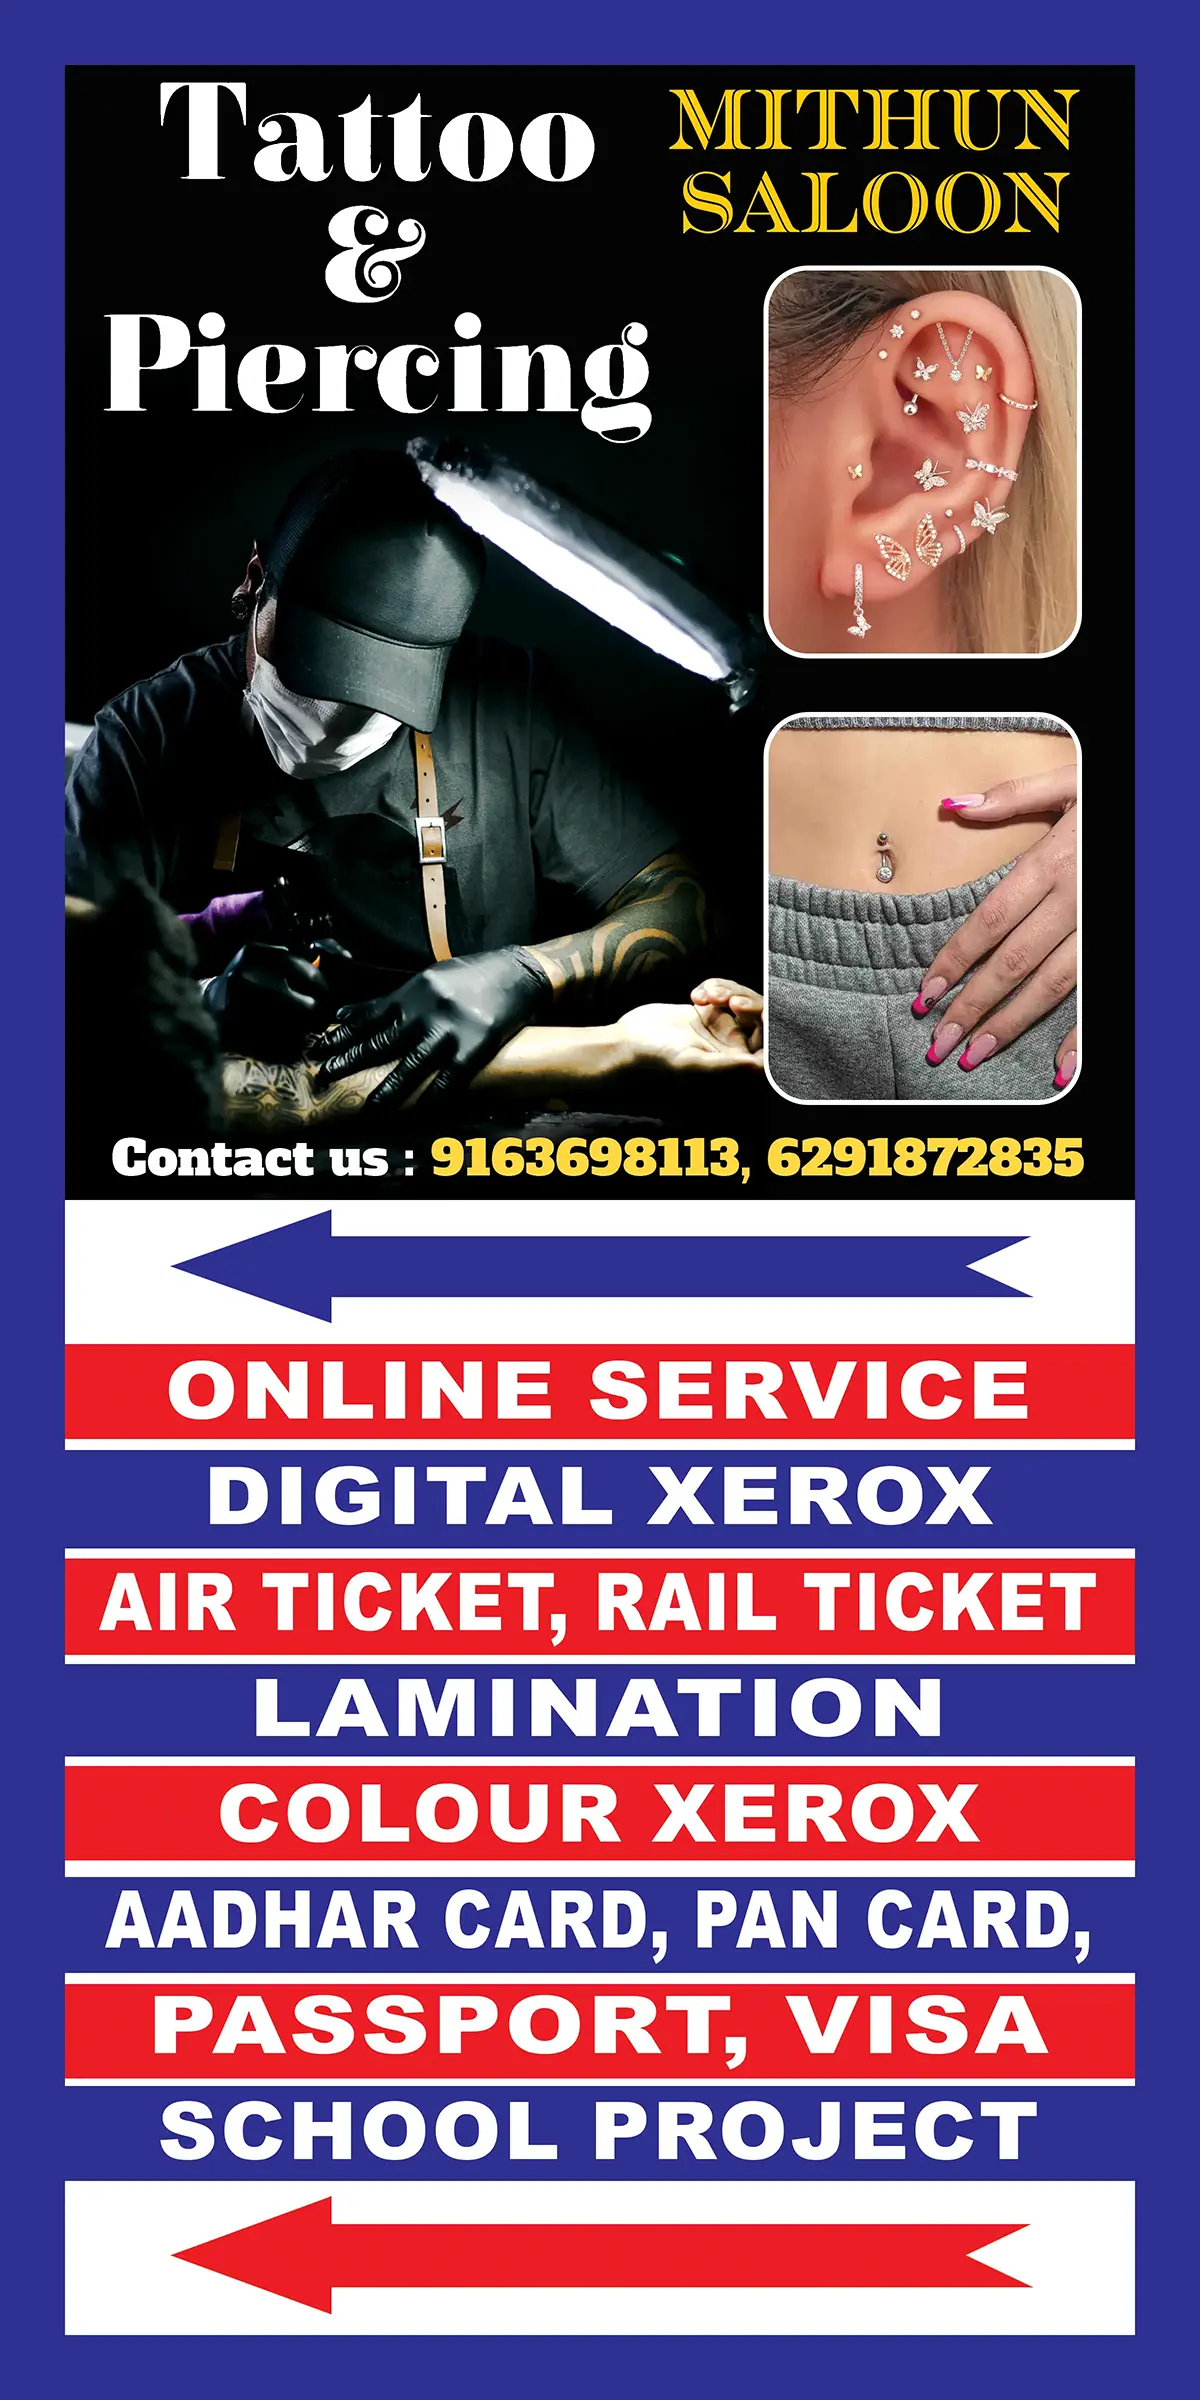 Tattoo
&
Piercing
MITHUN
SALOON
Contact us : 9163698113, 6291872835
ONLINE SERVICE
DIGITAL XEROX
AIR TICKET, RAIL TICKET
LAMINATION
COLOUR XEROX
AADHAR CARD, PAN CARD,
PASSPORT, VISA
SCHOOL PROJECT